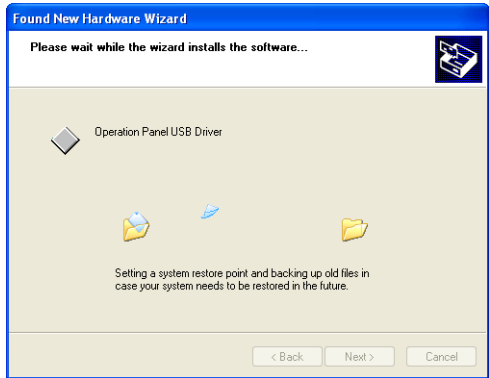 Found New Hardware Wizard
Please wait while the wizard installs the software...
Operation Panel USB Driver
Setting a system restore point and backing up old files in
case your system needs to be restored in the future.
< Back
Next >
Cancel